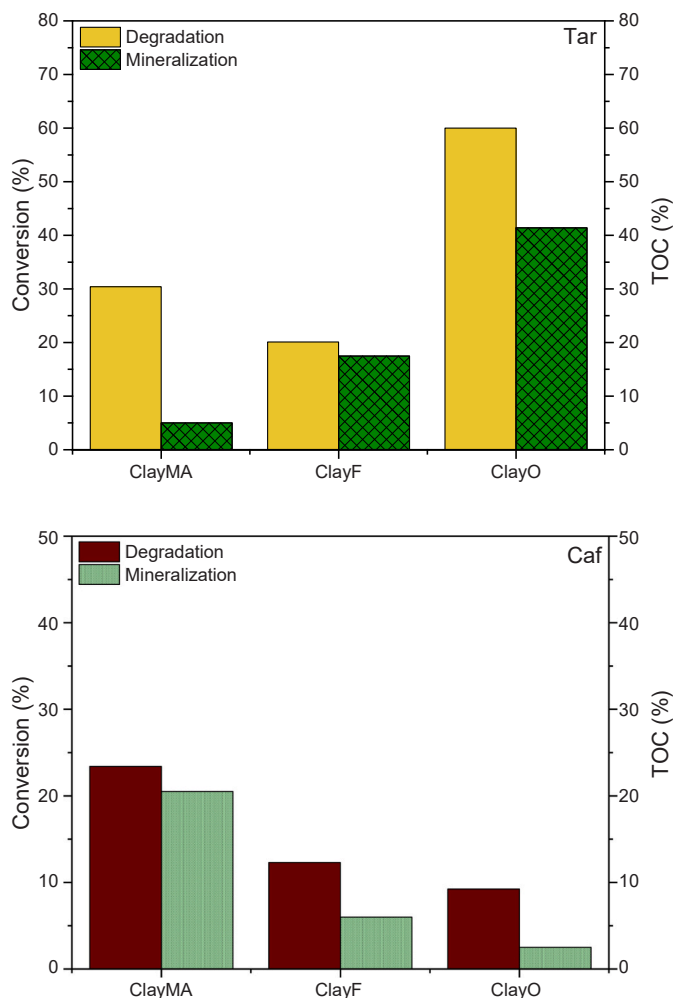 80
70
60
50
40
30
20
10
0
Conversion (%)
Degradation
Mineralization
Tar
80
70
60
50
40
30
20
10
0
TOC (%)
ClayMA
ClayF
ClayO
50
40
30
20
10
0
Conversion (%)
Degradation
Mineralization
Caf
50
40
30
20
10
0
TOC (%)
ClayMA
ClayF
ClayO